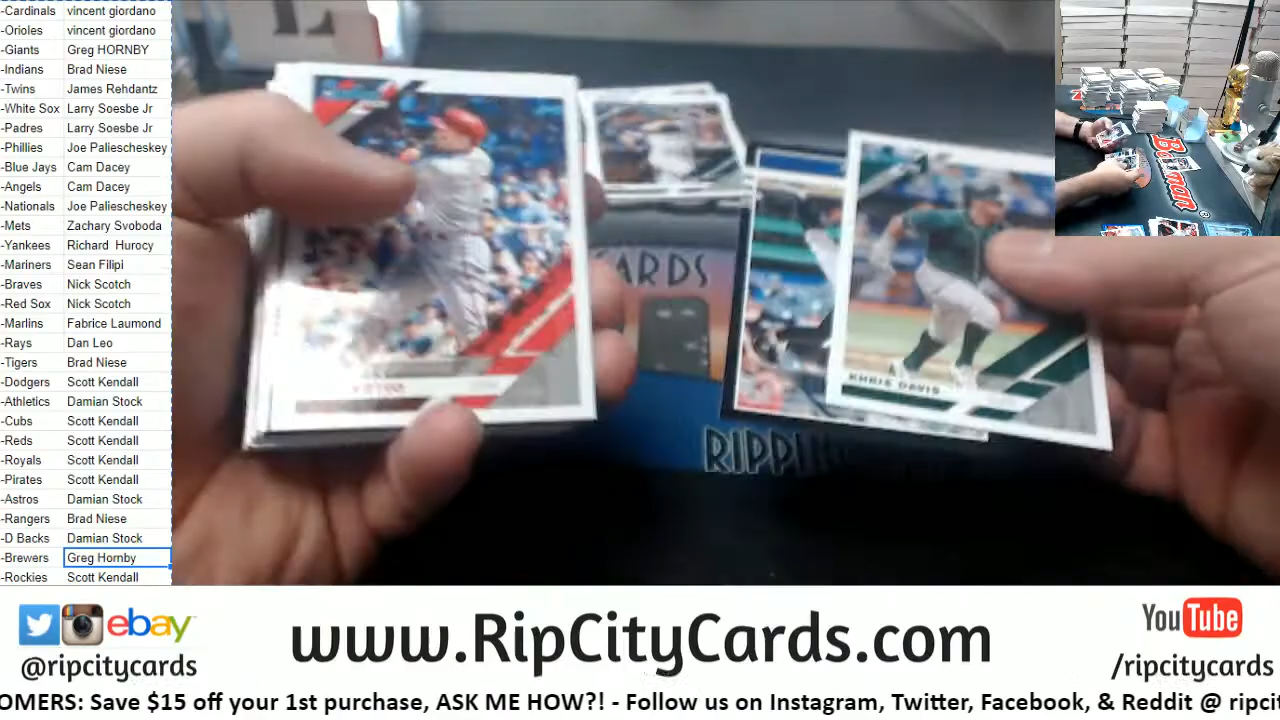 -Cardinals vincent giordano
-Orioles vincent giordano
-Giants Greg HORNBY
-Indians Brad Niese
-Twins James Rehdantz
-White Sox Larry Soesbe Jr
-Padres Larry Soesbe Jr
-Phillies Joe Paliescheskey
-Blue Jays Cam Dacey
-Angels Cam Dacey
-Nationals Joe Paliescheskey
-Mets Zachary Svoboda
-Yankees Richard Hurocy
-Mariners Sean Filipi
-Braves Nick Scotch
-Red Sox Nick Scotch
-Marlins Fabrice Laumond
-Rays Dan Leo
-Tigers Brad Niese
-Dodgers Scott Kendall
-Athletics Damian Stock
-Cubs Scott Kendall
-Reds Scott Kendall
-Royals Scott Kendall
-Pirates Scott Kendall
-Astros Damian Stock
-Rangers Brad Niese
-D Backs Damian Stock
-Brewers Greg Hornby
-Rockies Scott Kendall
CARDS
KHRIS DAVIS
RIPPI
Bowman
ebay
@ripcitycards
www.RipCityCards.com
YouTube
/ripcitycards
OMERS: Save $15 off your 1st purchase, ASK ME HOW?! - Follow us on Instagram, Twitter, Facebook, & Reddit @ ripcit